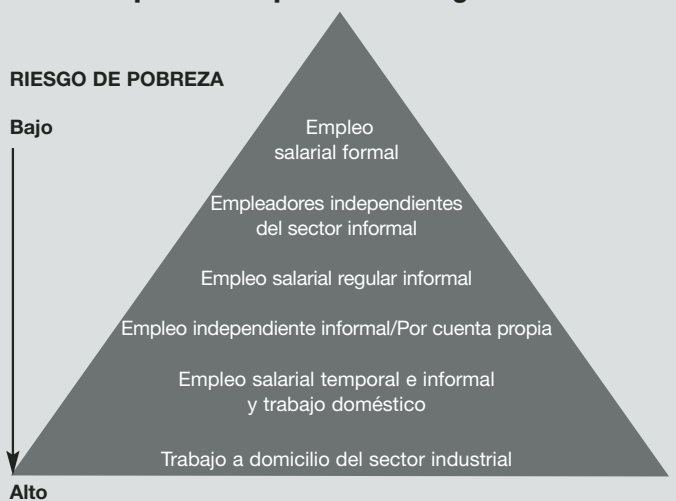 RIESGO DE POBREZA
Bajo
Empleo
salarial formal
Empleadores independientes
del sector informal
Empleo salarial regular informal
Empleo independiente informal/Por cuenta propia
Empleo salarial temporal e informal
y trabajo doméstico
Trabajo a domicilio del sector industrial
Alto